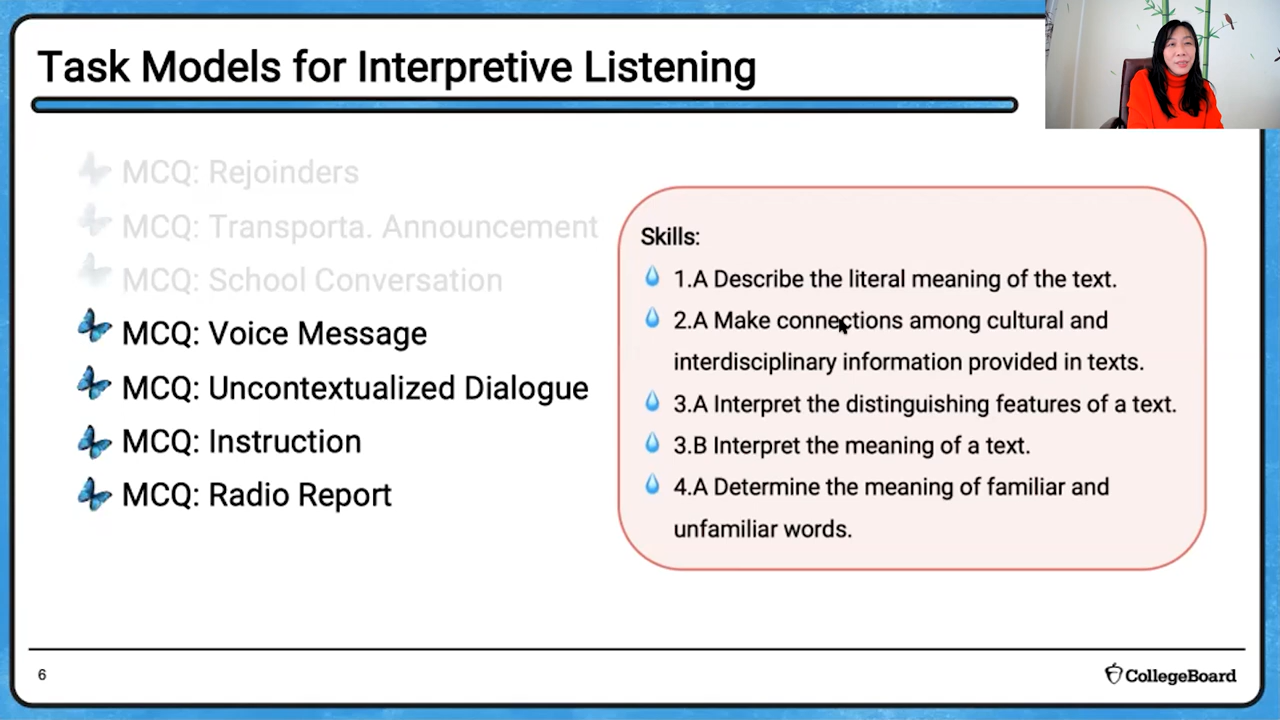 Task Models for Interpretive Listening
MCQ: Rejoinders
MCQ: Transporta. Announcement
MCQ: School Conversation
MCQ: Voice Message
MCQ: Uncontextualized Dialogue
MCQ: Instruction
MCQ: Radio Report
Skills:
1.A Describe the literal meaning of the text.
2.A Make connections among cultural and
interdisciplinary information provided in texts.
3.A Interpret the distinguishing features of a text.
3.B Interpret the meaning of a text.
4.A Determine the meaning of familiar and
unfamiliar words.
6
CollegeBoard